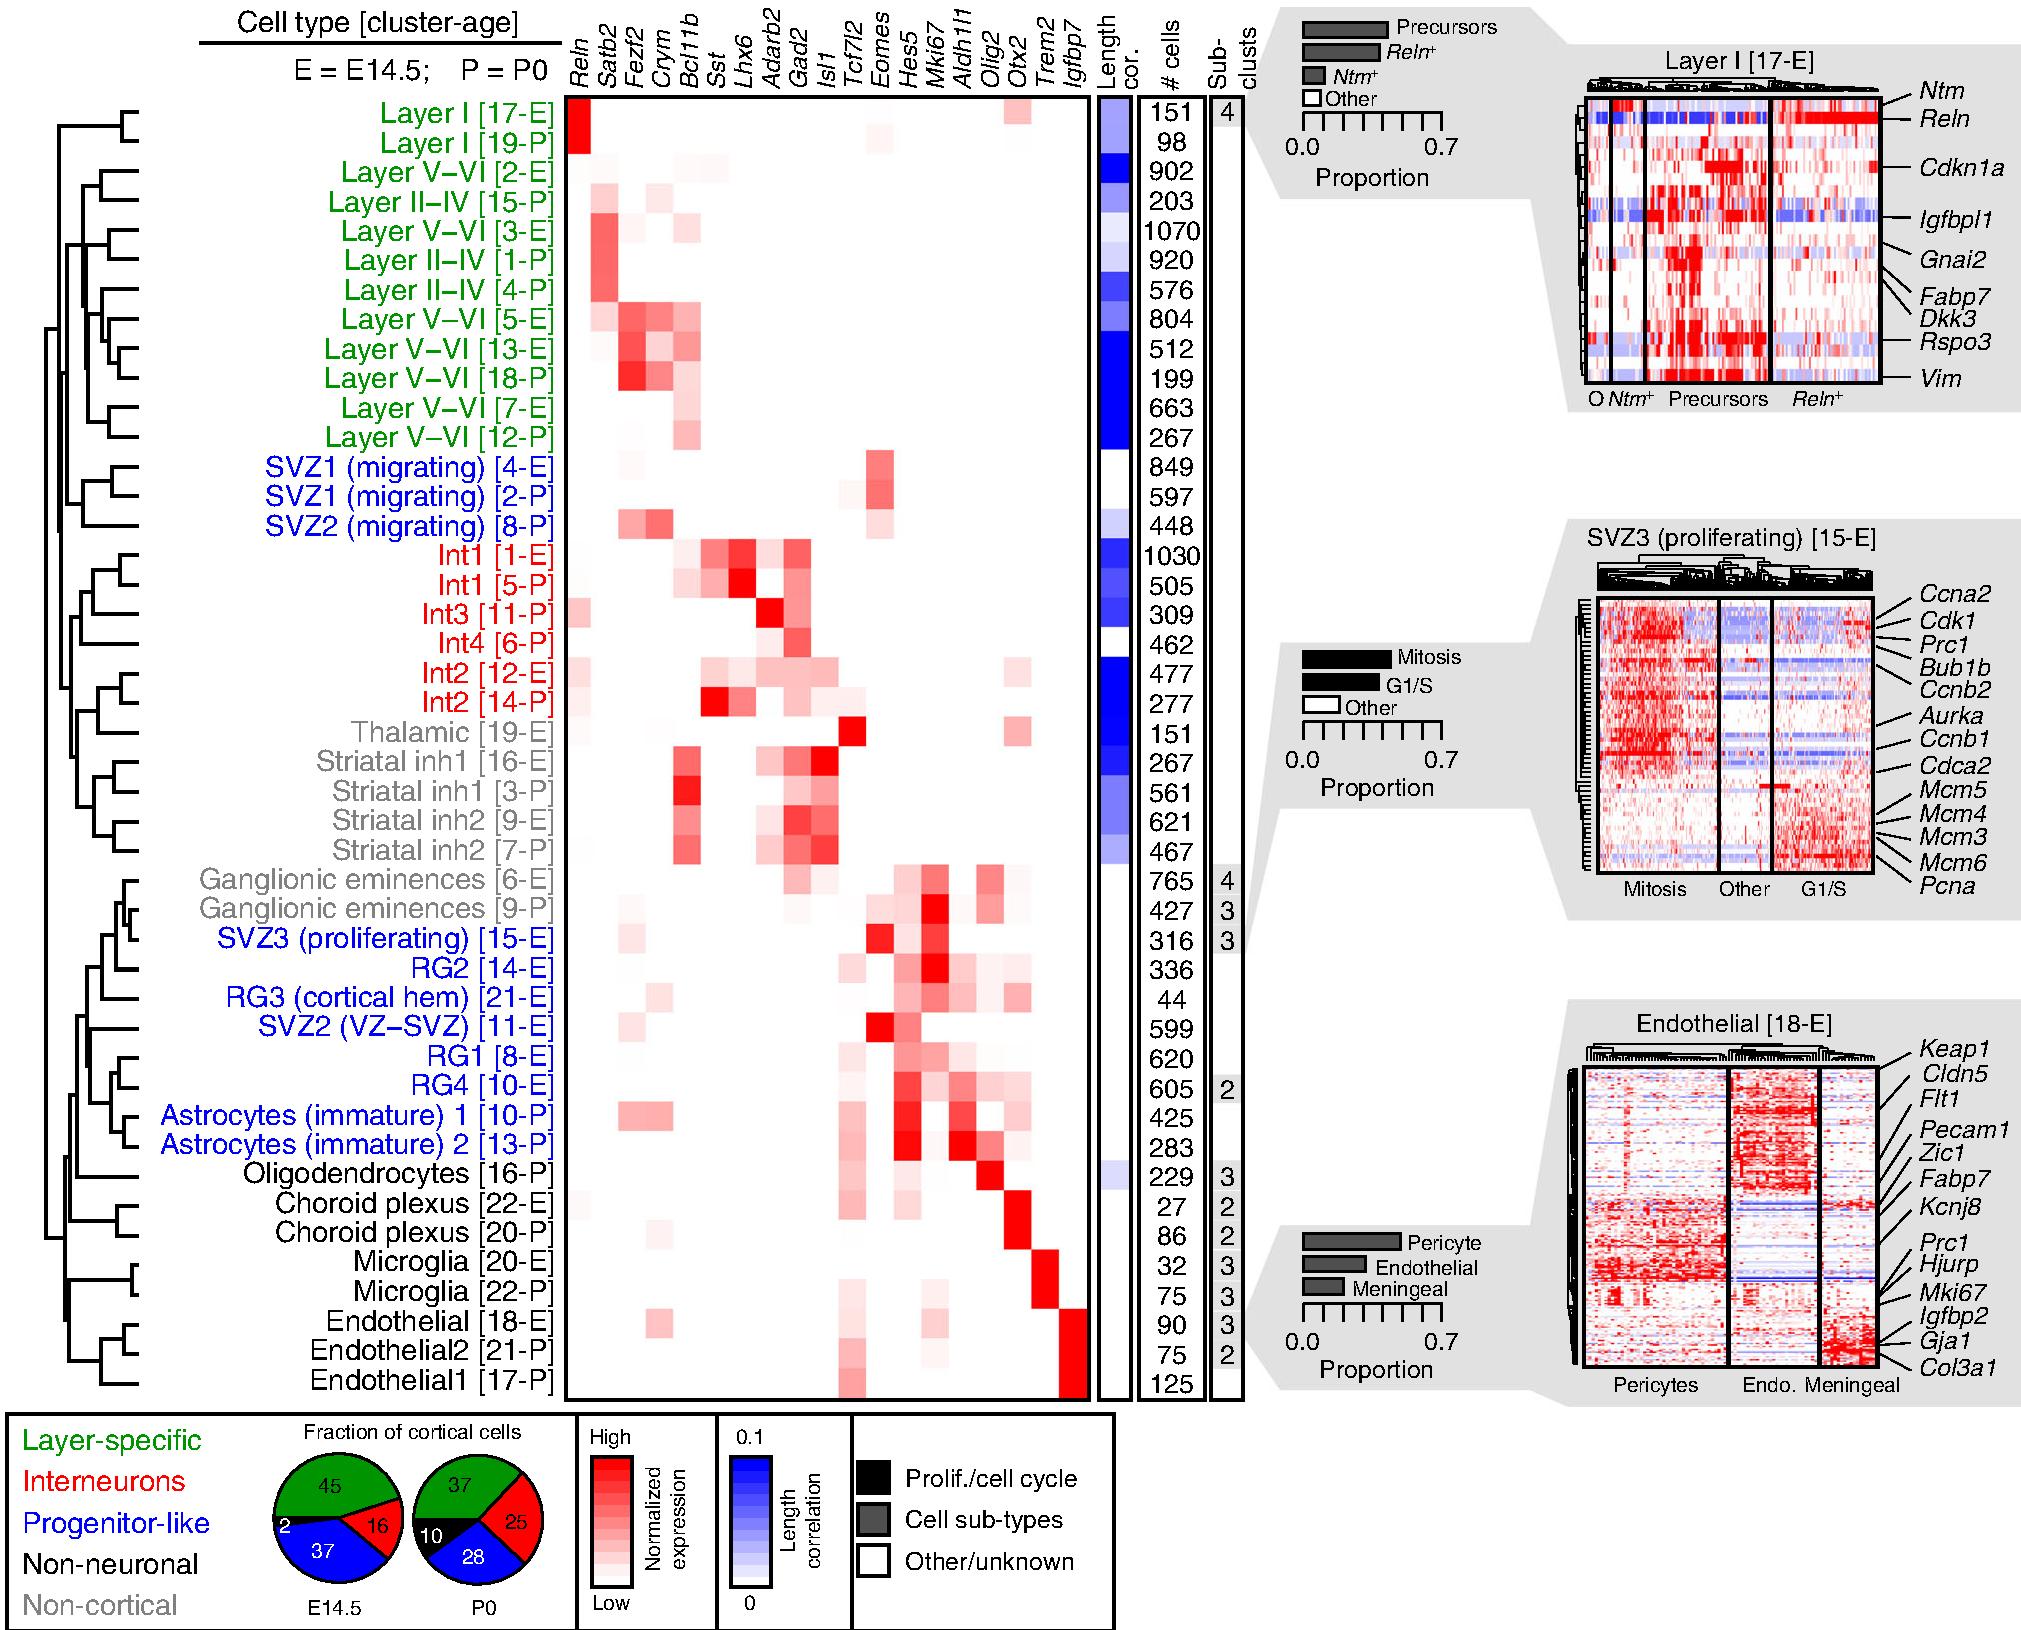 Cell type [cluster-age]
E = E14.5; P = P0
Reln Satb2 Fezf2 Crym Bcl11b Sst Lhx6 Adarb2 Gad2 Isl1 Tcf7l2 Eomes Hes5 Mki67 Aldh1l1 Olig2 Otx2 Trem2 Igfbp7
Length cor.
# cells
Sub-clusts
Layer I [17-E] 151 4
Layer I [19-P] 98
Layer V–VI [2-E] 902
Layer II–IV [15-P] 203
Layer V–VI [3-E] 1070
Layer II–IV [1-P] 920
Layer II–IV [4-P] 576
Layer V–VI [5-E] 804
Layer V–VI [13-E] 512
Layer V–VI [18-P] 199
Layer V–VI [7-E] 663
Layer V–VI [12-P] 267
SVZ1 (migrating) [4-E] 849
SVZ1 (migrating) [2-P] 597
SVZ2 (migrating) [8-P] 448
Int1 [1-E] 1030
Int1 [5-P] 505
Int3 [11-P] 309
Int4 [6-P] 462
Int2 [12-E] 477
Int2 [14-P] 277
Thalamic [19-E] 151
Striatal inh1 [16-E] 267
Striatal inh1 [3-P] 561
Striatal inh2 [9-E] 621
Striatal inh2 [7-P] 467
Ganglionic eminences [6-E] 765 4
Ganglionic eminences [9-P] 427 3
SVZ3 (proliferating) [15-E] 316 3
RG2 [14-E] 336
RG3 (cortical hem) [21-E] 44
SVZ2 (VZ–SVZ) [11-E] 599
RG1 [8-E] 620
RG4 [10-E] 605 2
Astrocytes (immature) 1 [10-P] 425
Astrocytes (immature) 2 [13-P] 283
Oligodendrocytes [16-P] 229 3
Choroid plexus [22-E] 27 2
Choroid plexus [20-P] 86 2
Microglia [20-E] 32 3
Microglia [22-P] 75 3
Endothelial [18-E] 90 3
Endothelial2 [21-P] 75 2
Endothelial1 [17-P] 125
Precursors
Reln+
Ntm+
Other
0.0 0.7
Proportion
Layer I [17-E]
Ntm
Reln
Cdkn1a
Igfbpl1
Gnai2
Fabp7
Dkk3
Rspo3
Vim
O Ntm+ Precursors Reln+
Mitosis
G1/S
Other
0.0 0.7
Proportion
SVZ3 (proliferating) [15-E]
Ccna2
Cdk1
Prc1
Bub1b
Ccnb2
Aurka
Ccnb1
Cdca2
Mcm5
Mcm4
Mcm3
Mcm6
Pcna
Mitosis Other G1/S
Pericyte
Endothelial
Meningeal
0.0 0.7
Proportion
Endothelial [18-E]
Keap1
Cldn5
Flt1
Pecam1
Zic1
Fabp7
Kcnj8
Prc1
Hjurp
Mki67
Igfbp2
Gja1
Col3a1
Pericytes Endo. Meningeal
Layer-specific
Interneurons
Progenitor-like
Non-neuronal
Non-cortical
Fraction of cortical cells
45 16 37 2
37 25 28 10
E14.5 P0
High
Normalized expression
Low
0.1
Length correlation
0
Prolif./cell cycle
Cell sub-types
Other/unknown